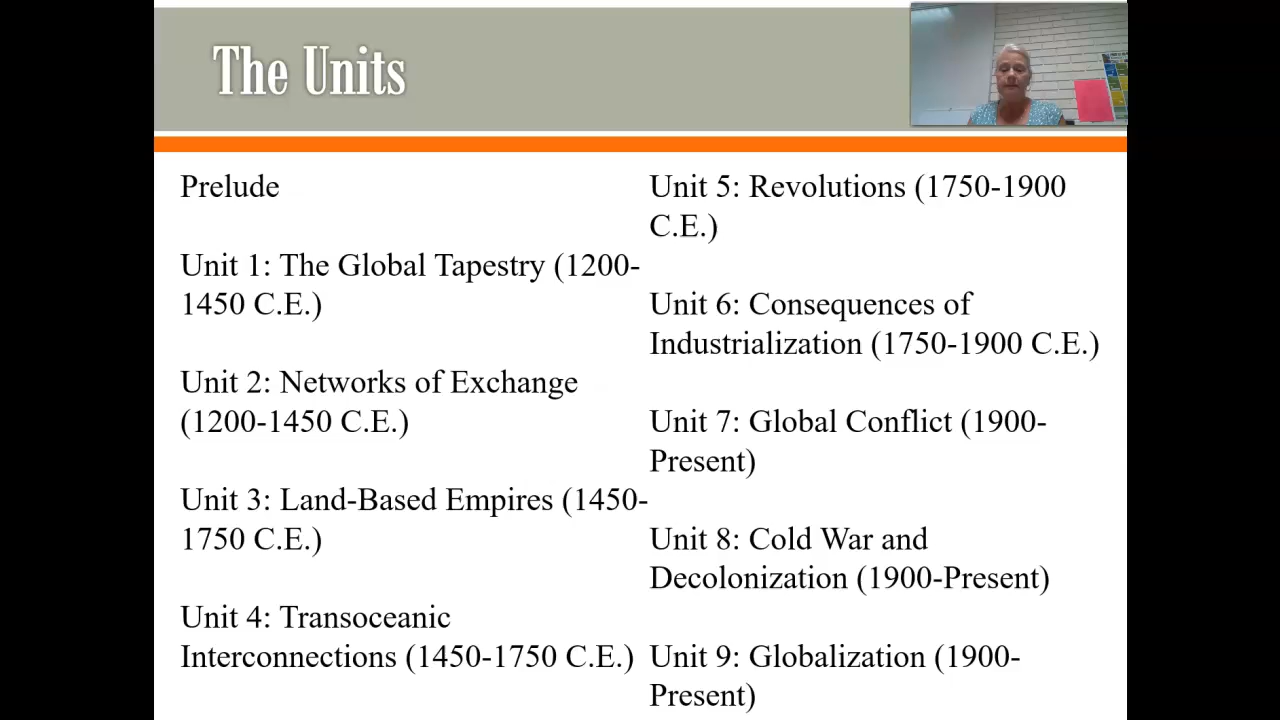 The Units
Prelude
Unit 1: The Global Tapestry (1200-
1450 C.E.)
Unit 2: Networks of Exchange
(1200-1450 C.E.)
Unit 3: Land-Based Empires (1450-
1750 C.E.)
Unit 4: Transoceanic
Interconnections (1450-1750 C.E.)
Unit 5: Revolutions (1750-1900
C.E.)
Unit 6: Consequences of
Industrialization (1750-1900 C.E.)
Unit 7: Global Conflict (1900-
Present)
Unit 8: Cold War and
Decolonization (1900-Present)
Unit 9: Globalization (1900-
Present)